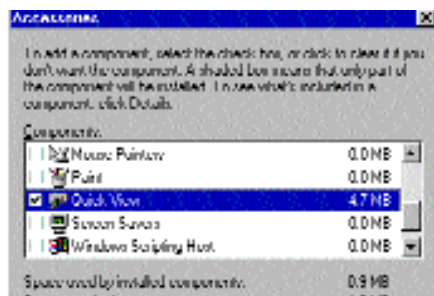 Accessories
To add a component, select the check box, or click to clear it if you
don't want the component. A shaded box means that only part of
the component will be installed. To see what's included in a
component, click Details.
Components:
Mouse Pointers 0.0 MB
Paint 0.0 MB
Quick View 4.7 MB
Screen Savers 0.0 MB
Windows Scripting Host 0.0 MB
Space used by installed components: 0.9 MB